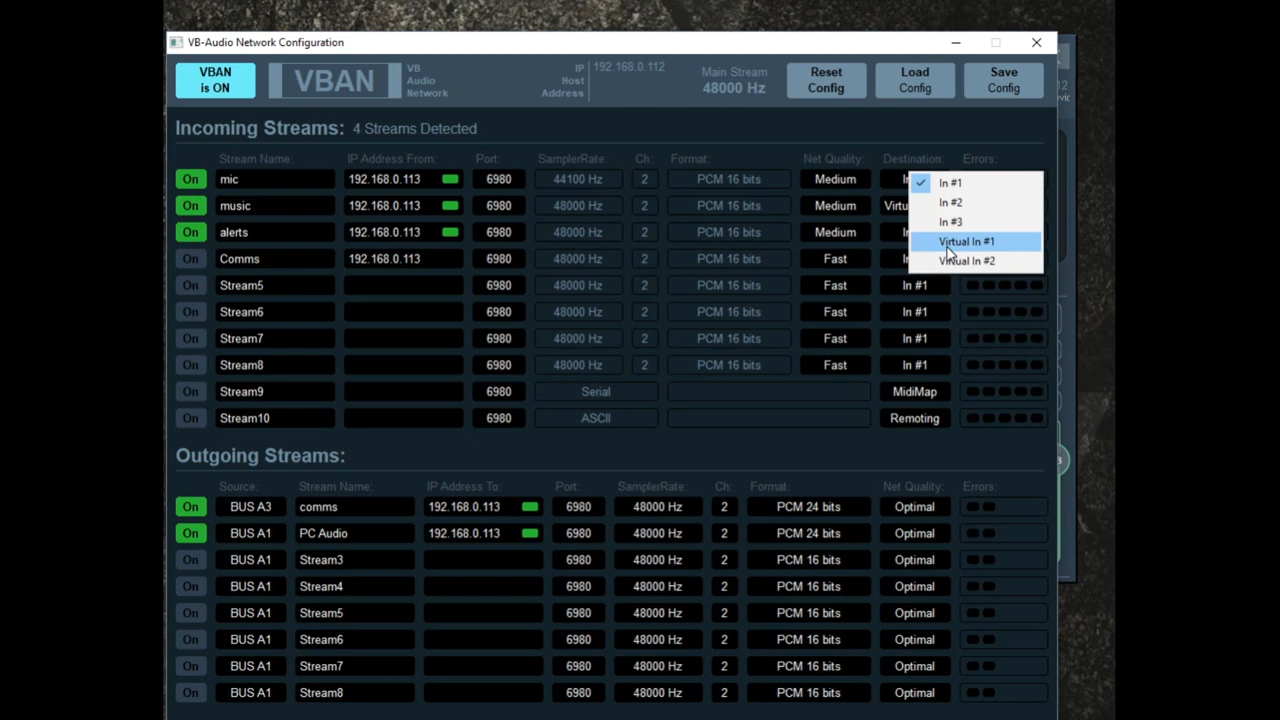 VB-Audio Network Configuration
VBAN is ON
VBAN
VB Audio Network
IP Host Address
192.168.0.112
Main Stream
48000 Hz
Reset Config
Load Config
Save Config
Incoming Streams: 4 Streams Detected
Stream Name: IP Address From: Port: SamplerRate: Ch: Format: Net Quality: Destination: Errors:
On mic 192.168.0.113 6980 44100 Hz 2 PCM 16 bits Medium
On music 192.168.0.113 6980 48000 Hz 2 PCM 16 bits Medium
On alerts 192.168.0.113 6980 48000 Hz 2 PCM 16 bits Medium
On Comms 192.168.0.113 6980 48000 Hz 2 PCM 16 bits Fast
In #1
In #2
In #3
Virtual In #1
Virtual In #2
On Stream5 6980 48000 Hz 2 PCM 16 bits Fast In #1
On Stream6 6980 48000 Hz 2 PCM 16 bits Fast In #1
On Stream7 6980 48000 Hz 2 PCM 16 bits Fast In #1
On Stream8 6980 48000 Hz 2 PCM 16 bits Fast In #1
On Stream9 6980 Serial MidiMap
On Stream10 6980 ASCII Remoting
Outgoing Streams:
Source: Stream Name: IP Address To: Port: SamplerRate: Ch: Format: Net Quality: Errors:
On BUS A3 comms 192.168.0.113 6980 48000 Hz 2 PCM 24 bits Optimal
On BUS A1 PC Audio 192.168.0.113 6980 48000 Hz 2 PCM 24 bits Optimal
On BUS A1 Stream3 6980 48000 Hz 2 PCM 16 bits Optimal
On BUS A1 Stream4 6980 48000 Hz 2 PCM 16 bits Optimal
On BUS A1 Stream5 6980 48000 Hz 2 PCM 16 bits Optimal
On BUS A1 Stream6 6980 48000 Hz 2 PCM 16 bits Optimal
On BUS A1 Stream7 6980 48000 Hz 2 PCM 16 bits Optimal
On BUS A1 Stream8 6980 48000 Hz 2 PCM 16 bits Optimal